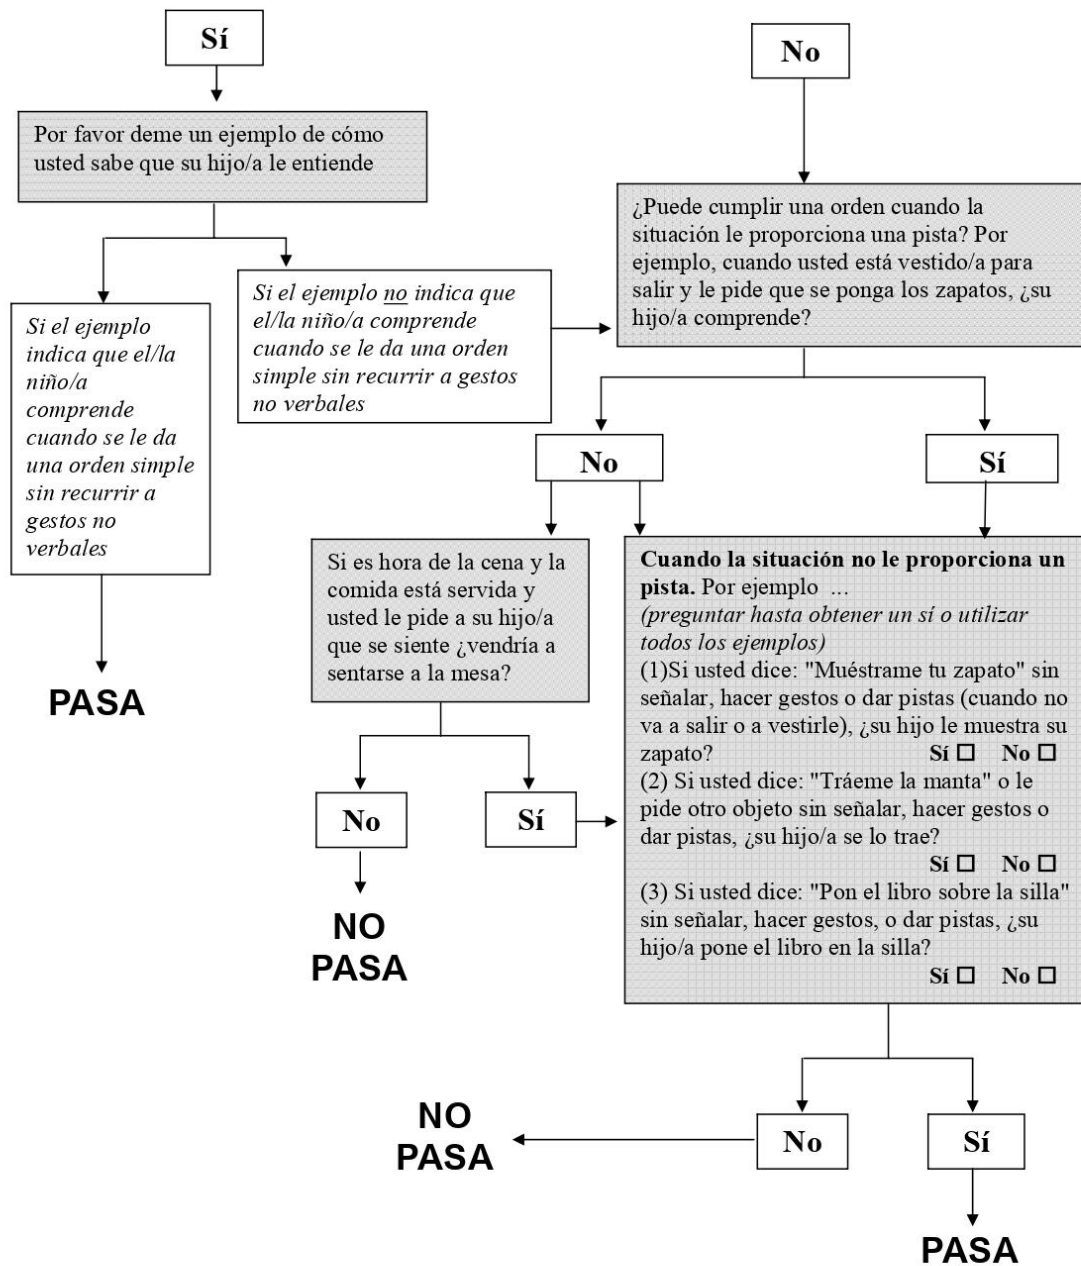 Sí
No
Por favor deme un ejemplo de cómo
usted sabe que su hijo/a le entiende
¿Puede cumplir una orden cuando la
situación le proporciona una pista? Por
ejemplo, cuando usted está vestido/a para
salir y le pide que se ponga los zapatos, ¿su
hijo/a comprende?
Si el ejemplo no indica que
el/la niño/a comprende
cuando se le da una orden
simple sin recurrir a gestos
no verbales
Si el ejemplo
indica que el/la
niño/a
comprende
cuando se le da
una orden simple
sin recurrir a
gestos no
verbales
PASA
No
Sí
Si es hora de la cena y la
comida está servida y
usted le pide a su hijo/a
que se siente ¿vendría a
sentarse a la mesa?
No
Sí
NO
PASA
Cuando la situación no le proporciona un
pista. Por ejemplo ...
(preguntar hasta obtener un sí o utilizar
todos los ejemplos)
(1)Si usted dice: "Muéstrame tu zapato" sin
señalar, hacer gestos o dar pistas (cuando no
va a salir o a vestirle), ¿su hijo le muestra su
zapato? Sí ☐ No ☐
(2) Si usted dice: "Tráeme la manta" o le
pide otro objeto sin señalar, hacer gestos o
dar pistas, ¿su hijo/a se lo trae?
Sí ☐ No ☐
(3) Si usted dice: "Pon el libro sobre la silla"
sin señalar, hacer gestos, o dar pistas, ¿su
hijo/a pone el libro en la silla?
Sí ☐ No ☐
NO
PASA
No
Sí
PASA